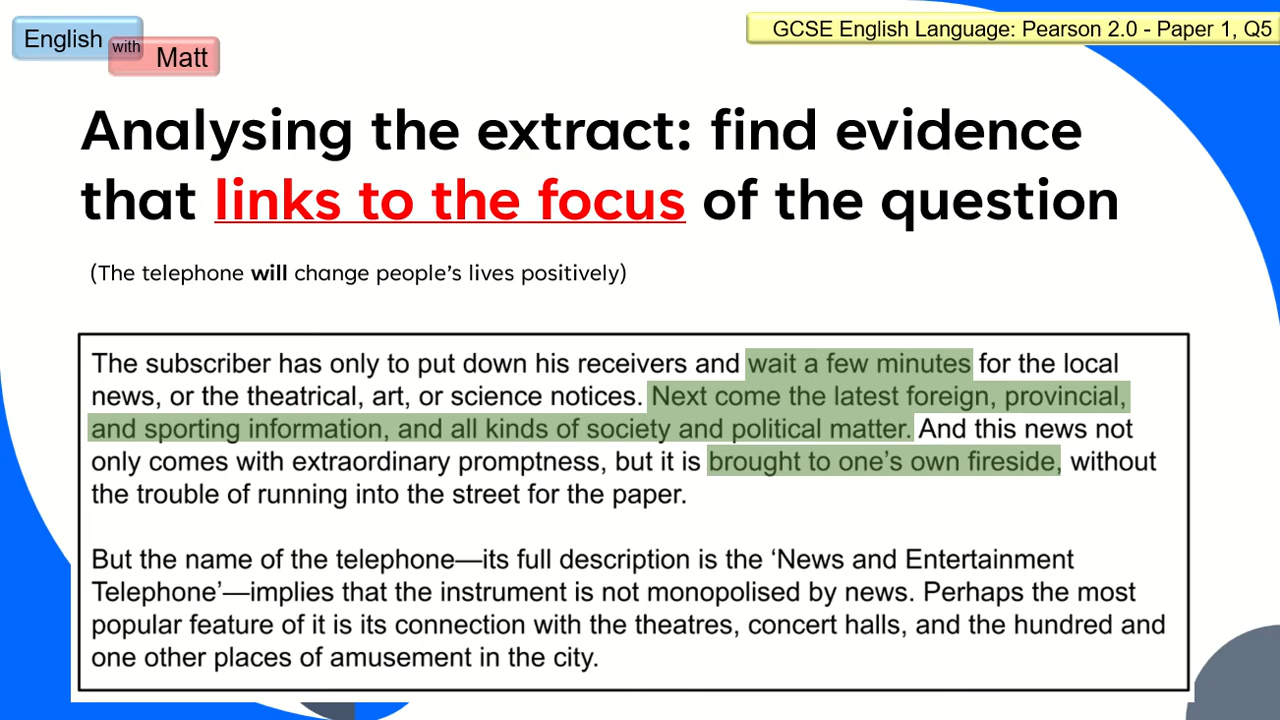 English
with
Matt
GCSE English Language: Pearson 2.0 - Paper 1, Q5
Analysing the extract: find evidence
that links to the focus of the question
(The telephone will change people’s lives positively)
The subscriber has only to put down his receivers and wait a few minutes for the local
news, or the theatrical, art, or science notices. Next come the latest foreign, provincial,
and sporting information, and all kinds of society and political matter. And this news not
only comes with extraordinary promptness, but it is brought to one’s own fireside, without
the trouble of running into the street for the paper.
But the name of the telephone—its full description is the ‘News and Entertainment
Telephone’—implies that the instrument is not monopolised by news. Perhaps the most
popular feature of it is its connection with the theatres, concert halls, and the hundred and
one other places of amusement in the city.